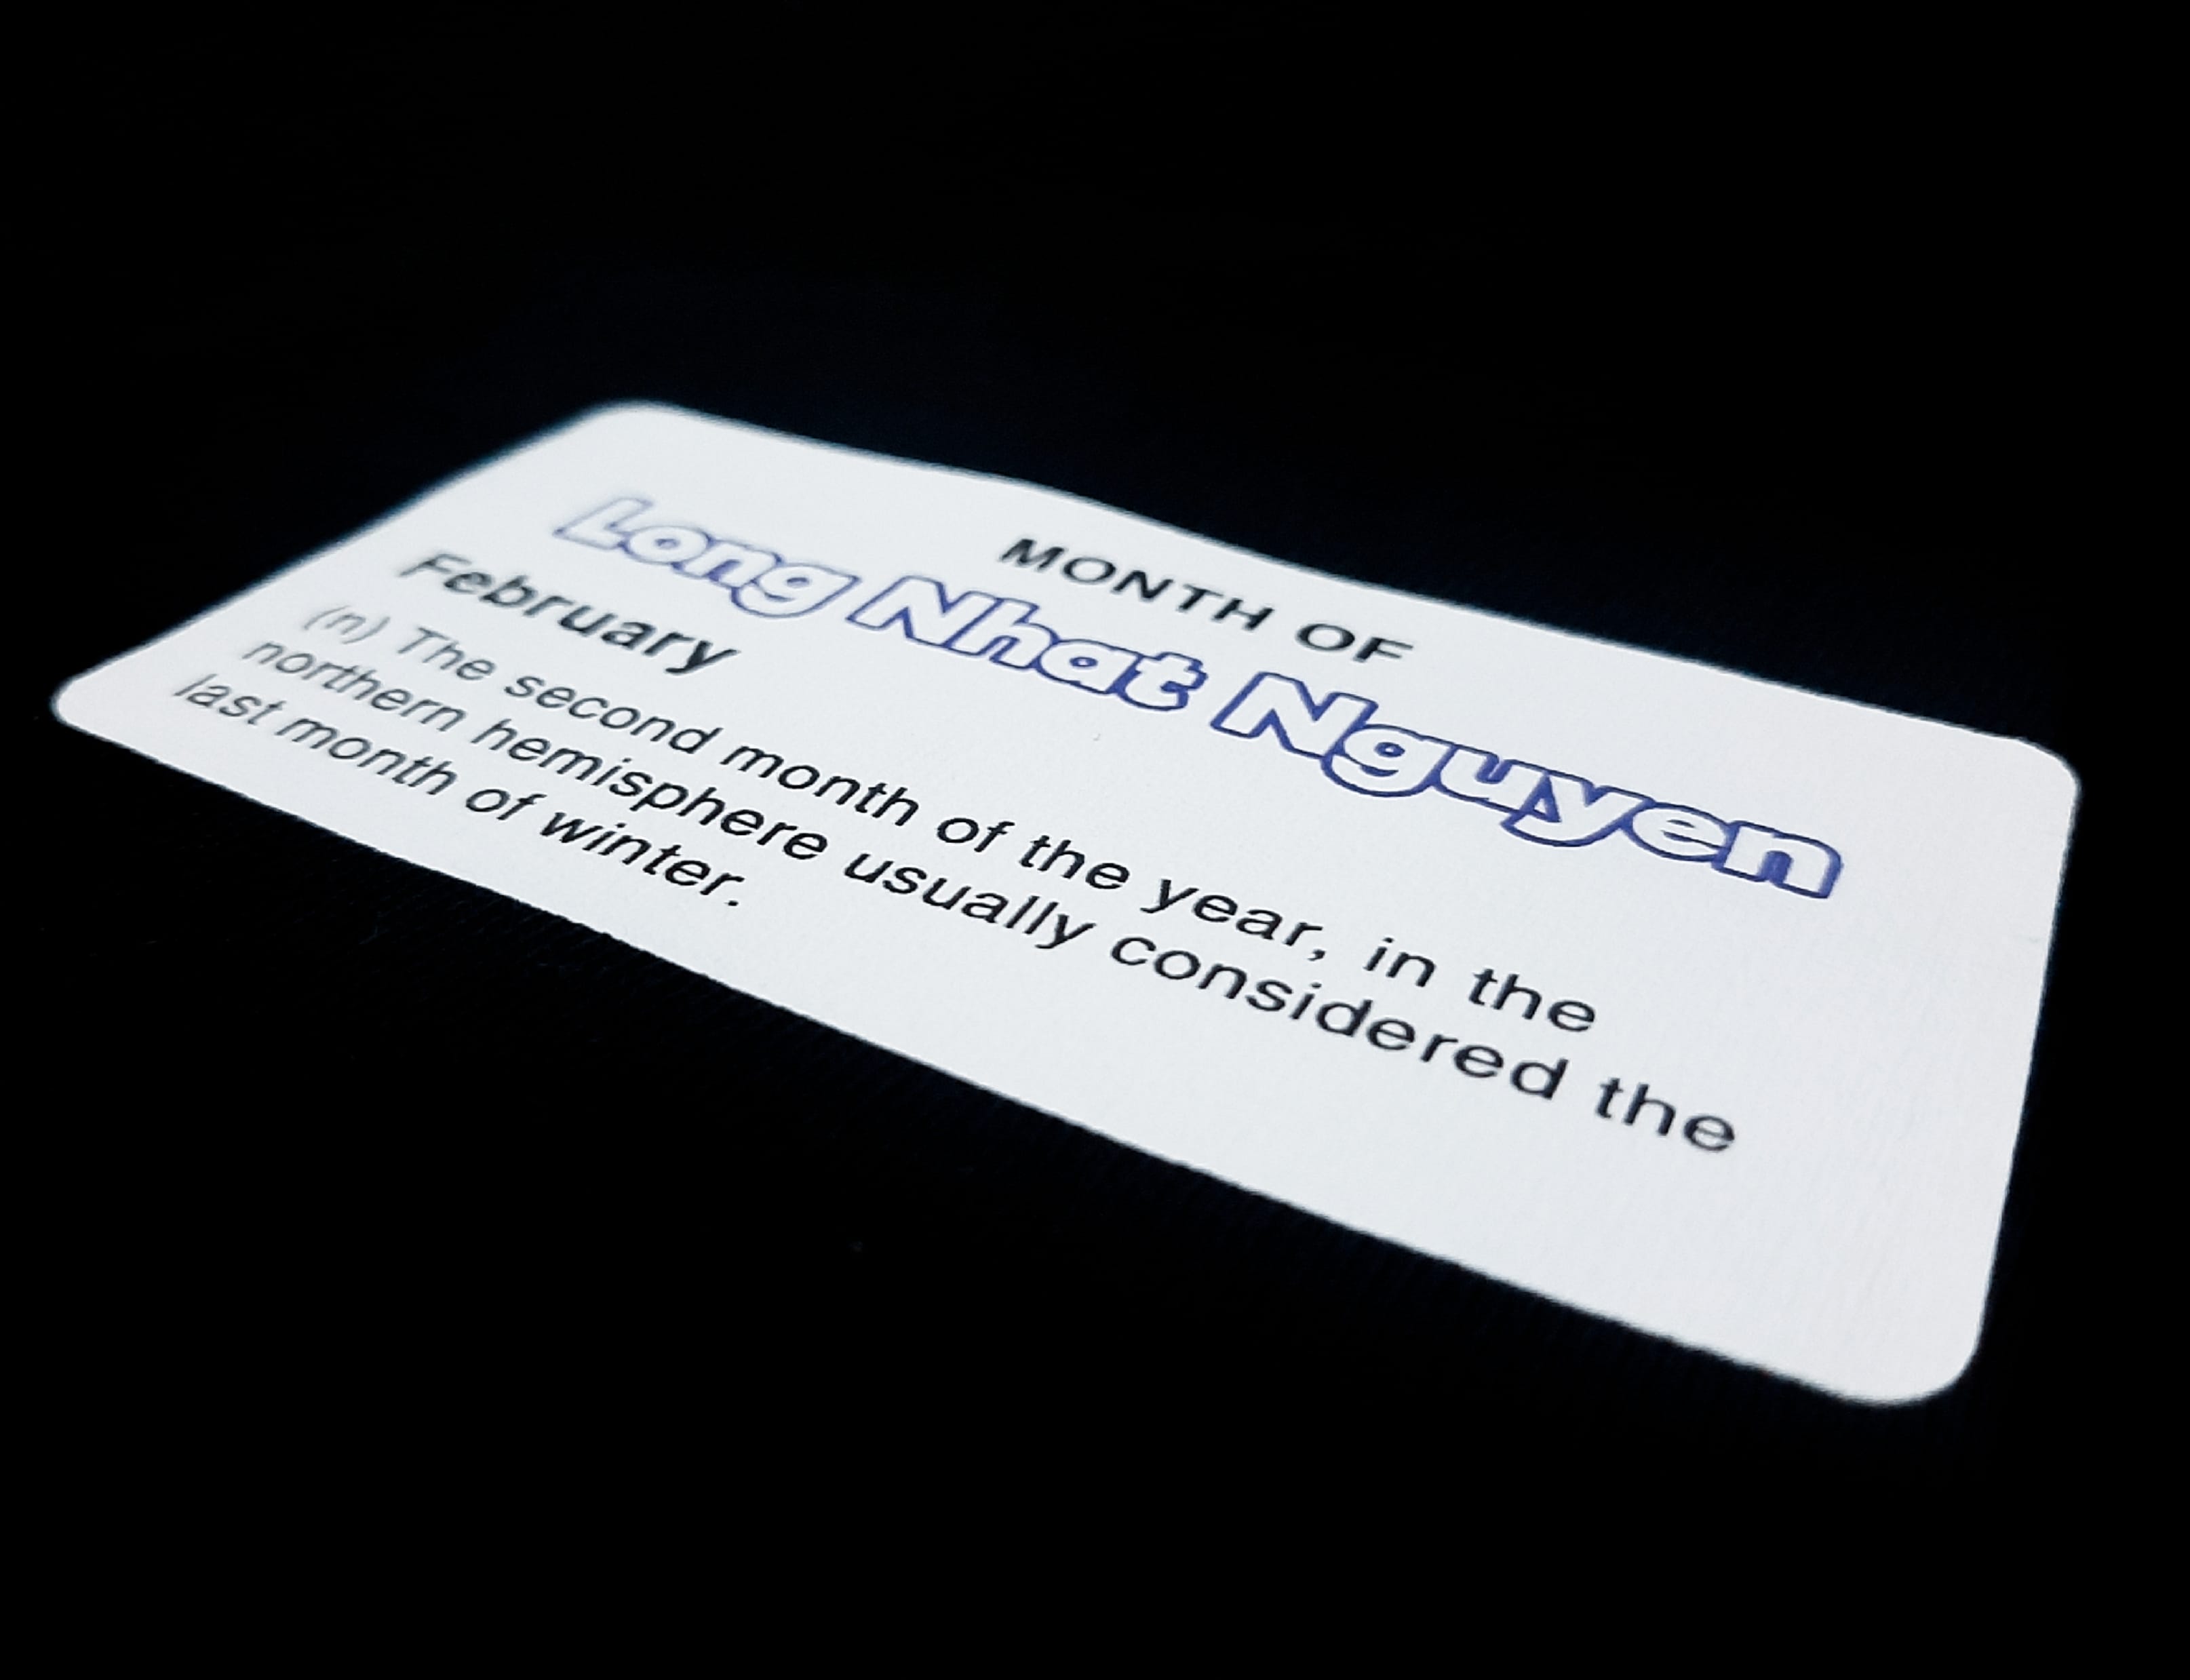 MONTH OF
Long Nhat Nguyen
February
(n) The second month of the year, in the
northern hemisphere usually considered the
last month of winter.